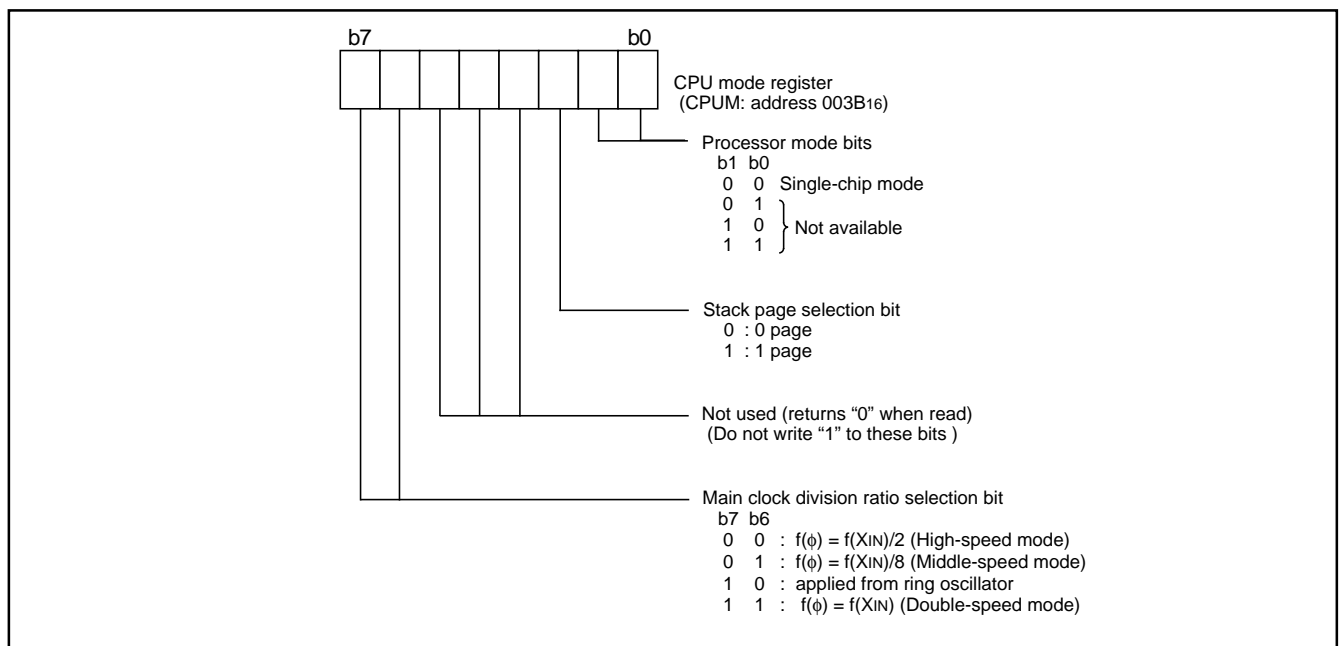 b7 b0
CPU mode register
(CPUM: address 003B16)
Processor mode bits
b1 b0
0 0 Single-chip mode
0 1
1 0 Not available
1 1
Stack page selection bit
0 : 0 page
1 : 1 page
Not used (returns “0” when read)
(Do not write “1” to these bits )
Main clock division ratio selection bit
b7 b6
0 0 : f(φ) = f(XIN)/2 (High-speed mode)
0 1 : f(φ) = f(XIN)/8 (Middle-speed mode)
1 0 : applied from ring oscillator
1 1 : f(φ) = f(XIN) (Double-speed mode)